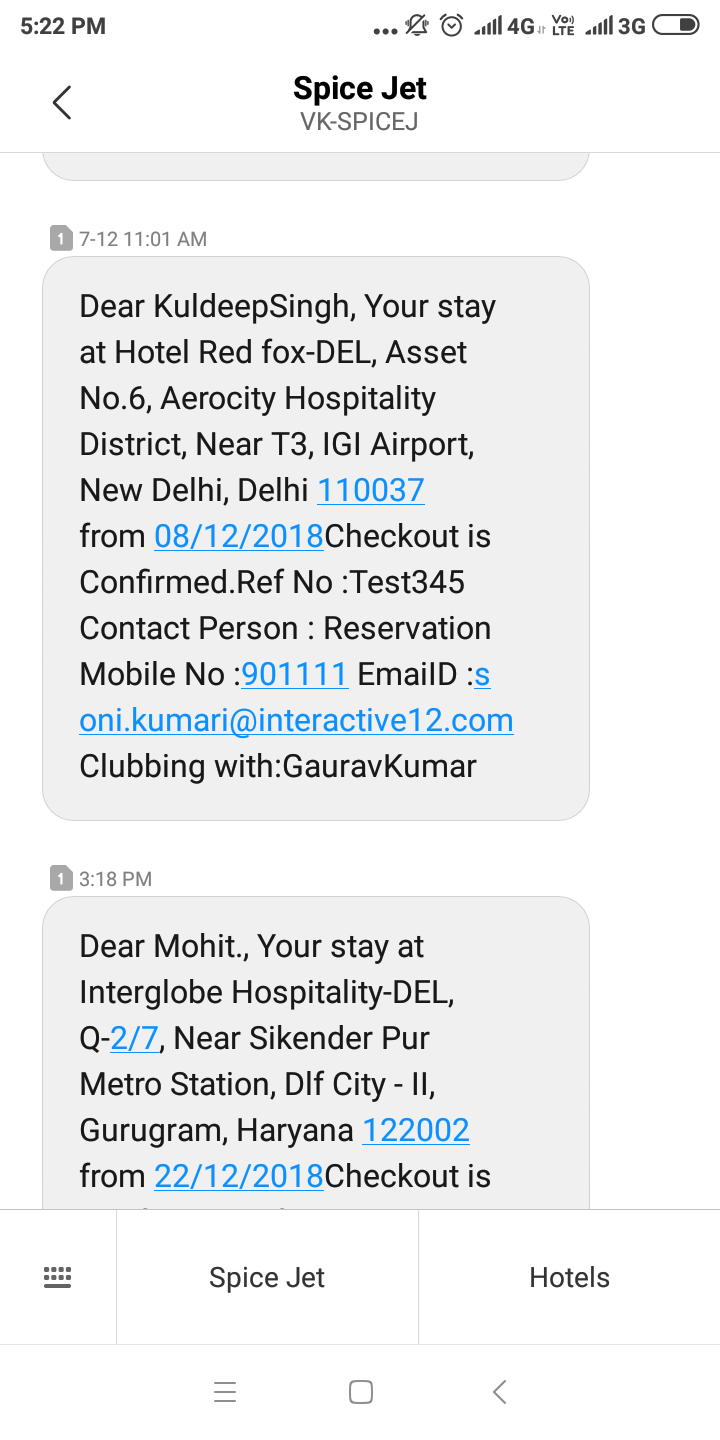 5:22 PM
4G VoLTE 3G
Spice Jet
VK-SPICEJ
1 7-12 11:01 AM
Dear KuldeepSingh, Your stay
at Hotel Red fox-DEL, Asset
No.6, Aerocity Hospitality
District, Near T3, IGI Airport,
New Delhi, Delhi 110037
from 08/12/2018Checkout is
Confirmed.Ref No :Test345
Contact Person : Reservation
Mobile No :901111 EmailID :s
oni.kumari@interactive12.com
Clubbing with:GauravKumar
1 3:18 PM
Dear Mohit., Your stay at
Interglobe Hospitality-DEL,
Q-2/7, Near Sikender Pur
Metro Station, Dlf City - II,
Gurugram, Haryana 122002
from 22/12/2018Checkout is
Spice Jet
Hotels